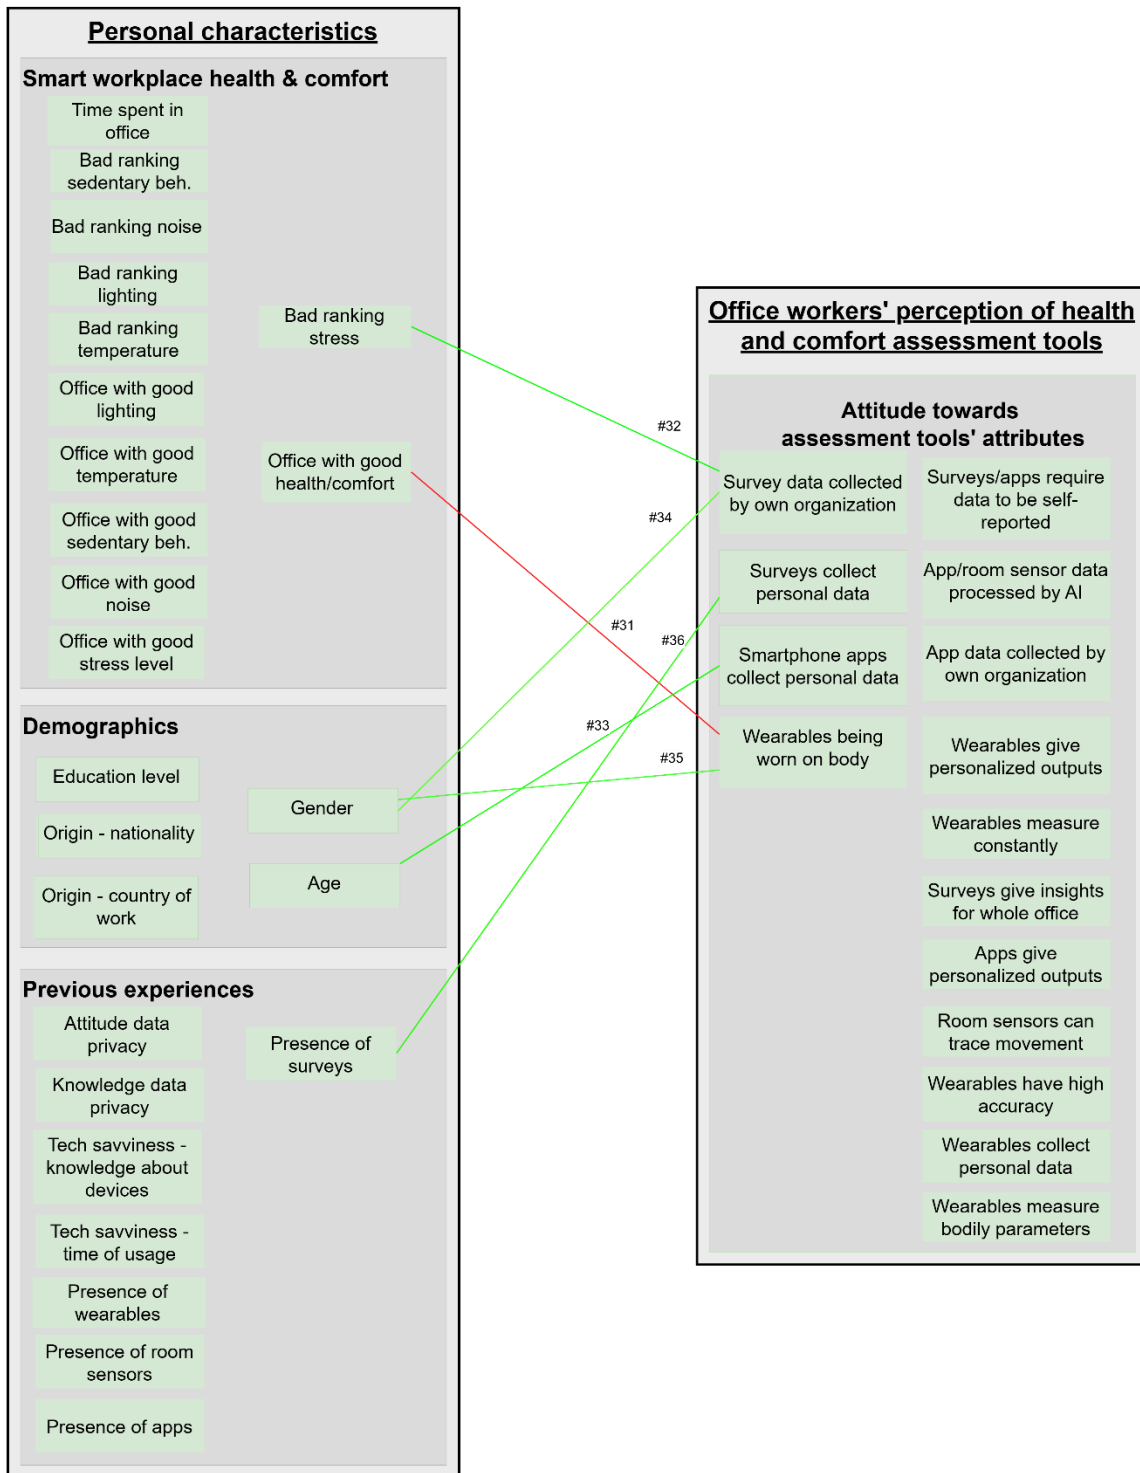 Personal characteristics
Smart workplace health & comfort
Time spent in
office
Bad ranking
sedentary beh.
Bad ranking noise
Bad ranking
lighting
Bad ranking
temperature
Office with good
lighting
Office with good
temperature
Office with good
sedentary beh.
Office with good
noise
Office with good
stress level
Bad ranking
stress
Office with good
health/comfort
Demographics
Education level
Origin - nationality
Origin - country of
work
Gender
Age
Previous experiences
Attitude data
privacy
Knowledge data
privacy
Tech savviness -
knowledge about
devices
Tech savviness -
time of usage
Presence of
wearables
Presence of room
sensors
Presence of apps
Presence of
surveys
#32
#34
#31
#36
#33
#35
Office workers' perception of health
and comfort assessment tools
Attitude towards
assessment tools' attributes
Survey data collected
by own organization
Surveys collect
personal data
Smartphone apps
collect personal data
Wearables being
worn on body
Surveys/apps require
data to be self-
reported
App/room sensor data
processed by AI
App data collected by
own organization
Wearables give
personalized outputs
Wearables measure
constantly
Surveys give insights
for whole office
Apps give
personalized outputs
Room sensors can
trace movement
Wearables have high
accuracy
Wearables collect
personal data
Wearables measure
bodily parameters